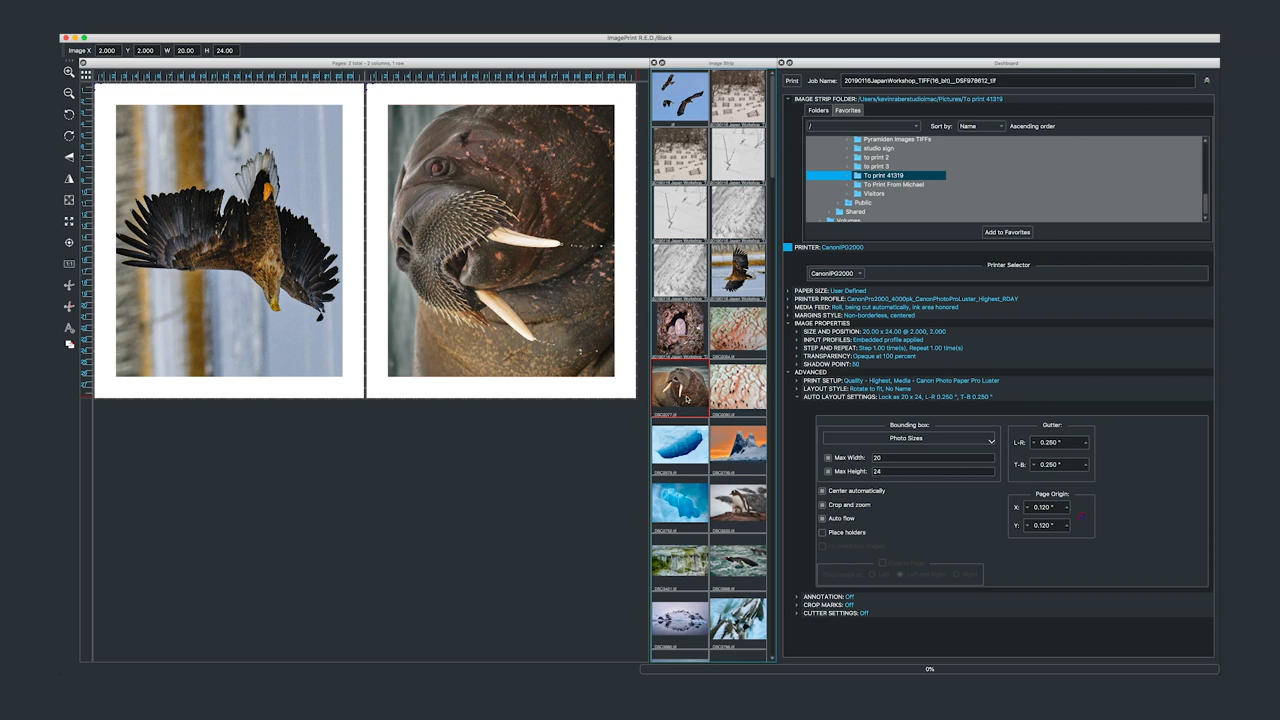 ImagePrint R.E.D./Black
Image X 2.000 Y 2.000 W 20.00 H 24.00
Pages: 2 total - 2 columns, 1 row
Image Strip
Dashboard
Print Job Name: 20190116JapanWorkshop_TIFF(16_bit)__DSF978612_tif
IMAGE STRIP FOLDER: /Users/kevinraberstudioimac/Pictures/To print 41319
Folders Favorites
/ Sort by: Name Ascending order
Pyramiden Images TIFFs
studio sign
to print 2
to print 3
To print 41319
To Print From Michael
Visitors
Public
Shared
Volumes
Add to Favorites
PRINTER: CanonIPG2000
Printer Selector
CanonIPG2000
PAPER SIZE: User Defined
PRINTER PROFILE: CanonPro2000_4000pk_CanonPhotoProLuster_Highest_RDAY
MEDIA FEED: Roll, being cut automatically, ink area honored
MARGINS STYLE: Non-borderless, centered
IMAGE PROPERTIES
SIZE AND POSITION: 20.00 x 24.00 @ 2.000, 2.000
INPUT PROFILES: Embedded profile applied
STEP AND REPEAT: Step 1.00 time(s), Repeat 1.00 time(s)
TRANSPARENCY: Opaque at 100 percent
SHADOW POINT: 50
ADVANCED
PRINT SETUP: Quality - Highest, Media - Canon Photo Paper Pro Luster
LAYOUT STYLE: Rotate to fit, No Name
AUTO LAYOUT SETTINGS: Lock as 20 x 24, L-R 0.250 ", T-B 0.250 "
Bounding box:
Photo Sizes
Max Width: 20
Max Height: 24
Gutter:
L-R: 0.250 "
T-B: 0.250 "
Center automatically
Crop and zoom
Auto flow
Place holders
Page Origin:
X: 0.120 "
Y: 0.120 "
ANNOTATION: Off
CROP MARKS: Off
CUTTER SETTINGS: Off
0%